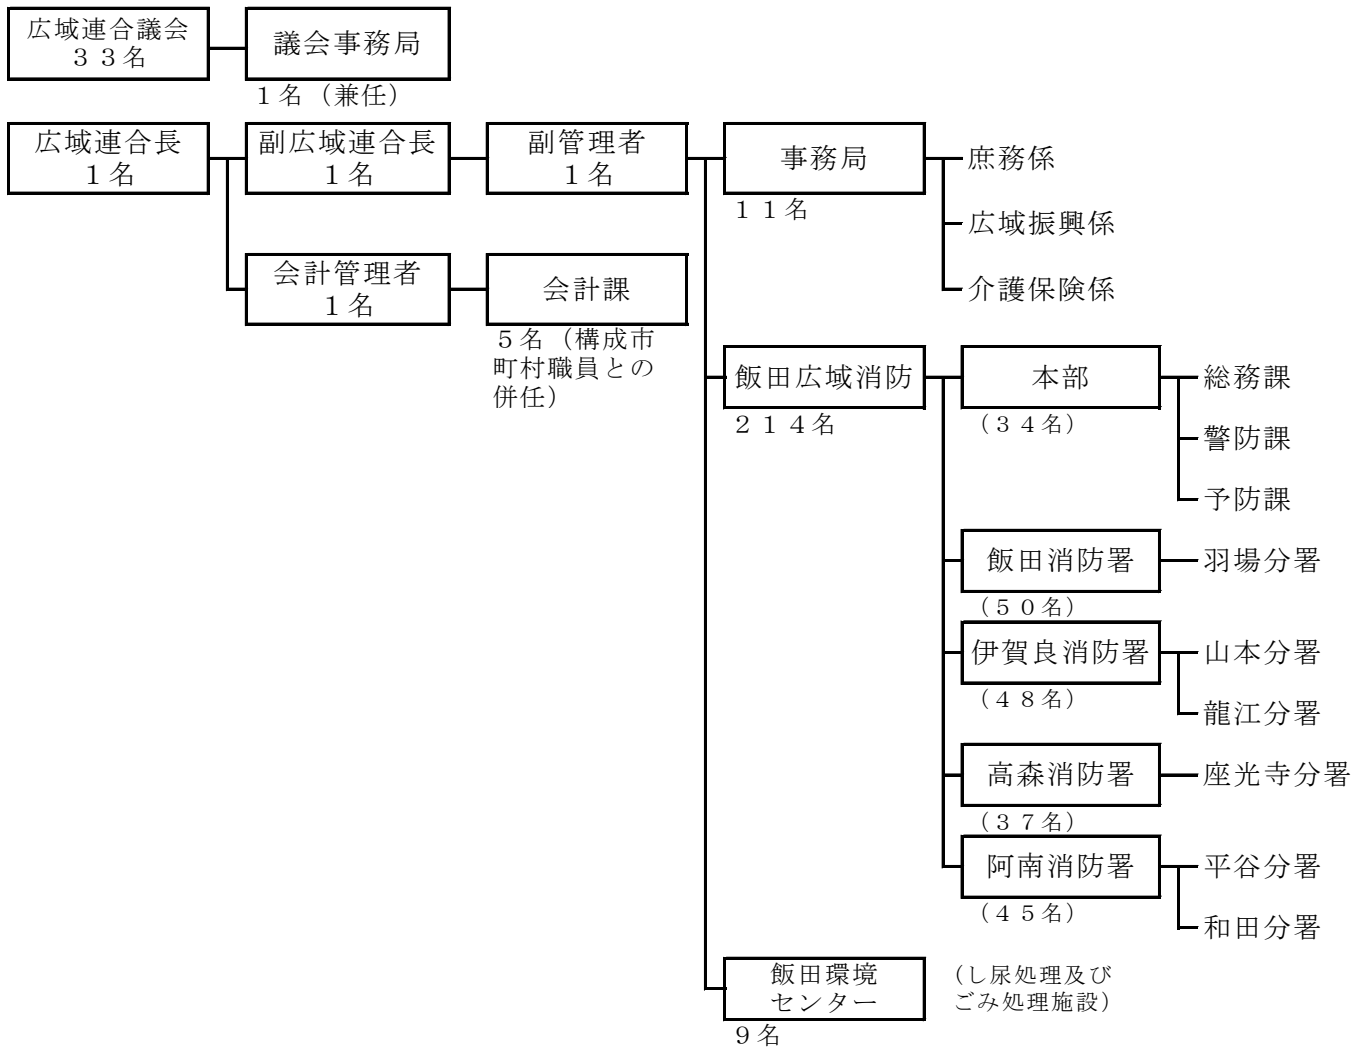 広域連合議会
３３名
議会事務局
１名（兼任）
広域連合長
１名
副広域連合長
１名
副管理者
１名
事務局
１１名
庶務係
広域振興係
介護保険係
会計管理者
１名
会計課
５名（構成市
町村職員との
併任）
飯田広域消防
２１４名
本部
（３４名）
総務課
警防課
予防課
飯田消防署
（５０名）
羽場分署
伊賀良消防署
（４８名）
山本分署
龍江分署
高森消防署
（３７名）
座光寺分署
阿南消防署
（４５名）
平谷分署
和田分署
飯田環境
センター
９名
（し尿処理及び
ごみ処理施設）